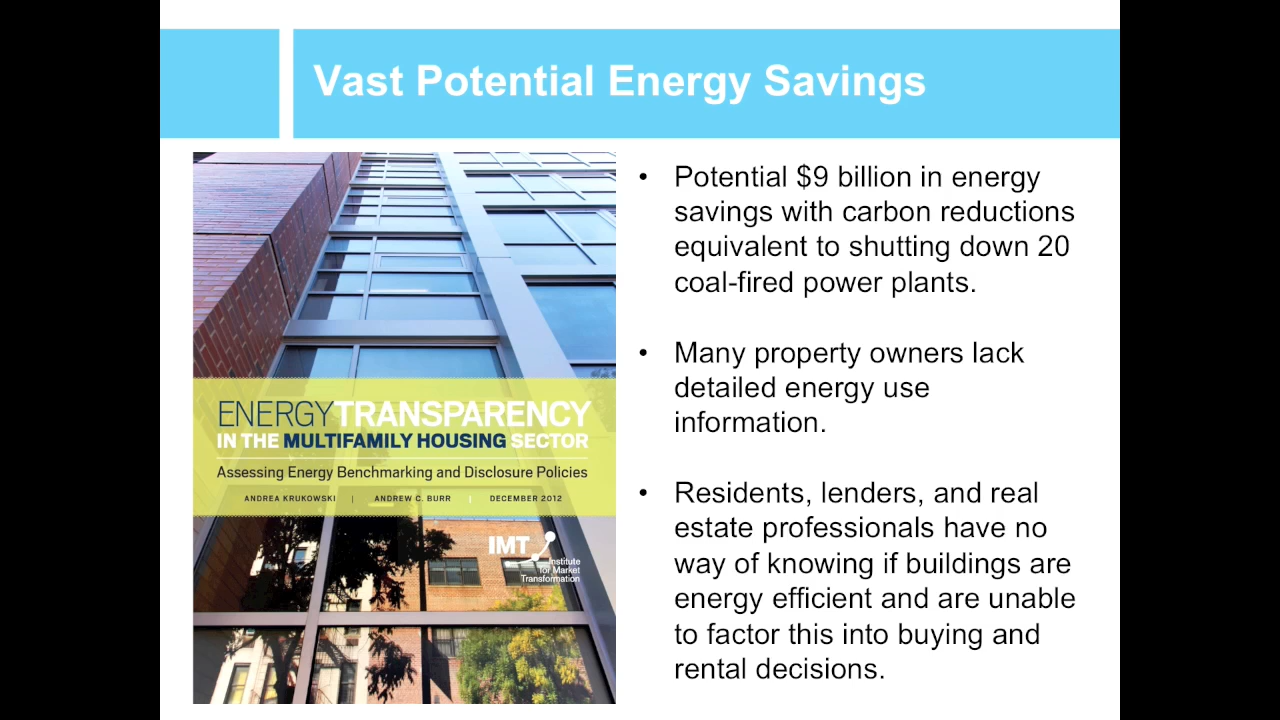 Vast Potential Energy Savings
ENERGYTRANSPARENCY
IN THE MULTIFAMILY HOUSING SECTOR
Assessing Energy Benchmarking and Disclosure Policies
ANDREA KRUKOWSKI | ANDREW C. BURR | DECEMBER 2012
IMT
Institute
for Market
Transformation
• Potential $9 billion in energy
savings with carbon reductions
equivalent to shutting down 20
coal-fired power plants.
• Many property owners lack
detailed energy use
information.
• Residents, lenders, and real
estate professionals have no
way of knowing if buildings are
energy efficient and are unable
to factor this into buying and
rental decisions.